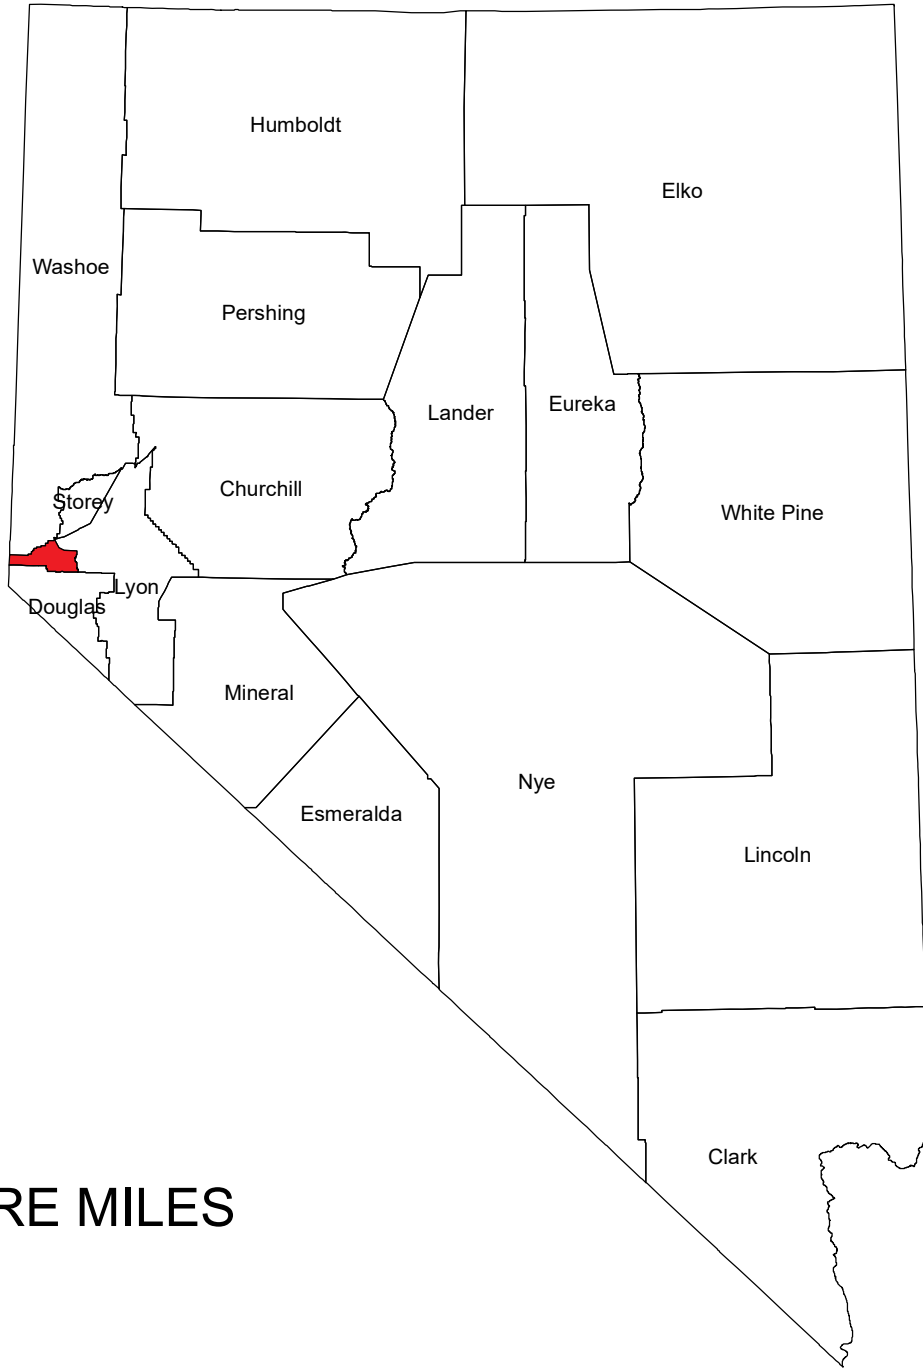 Humboldt
Elko
Washoe
Pershing
Lander
Eureka
Churchill
Storey
White Pine
Lyon
Douglas
Mineral
Nye
Esmeralda
Lincoln
Clark
RE MILES